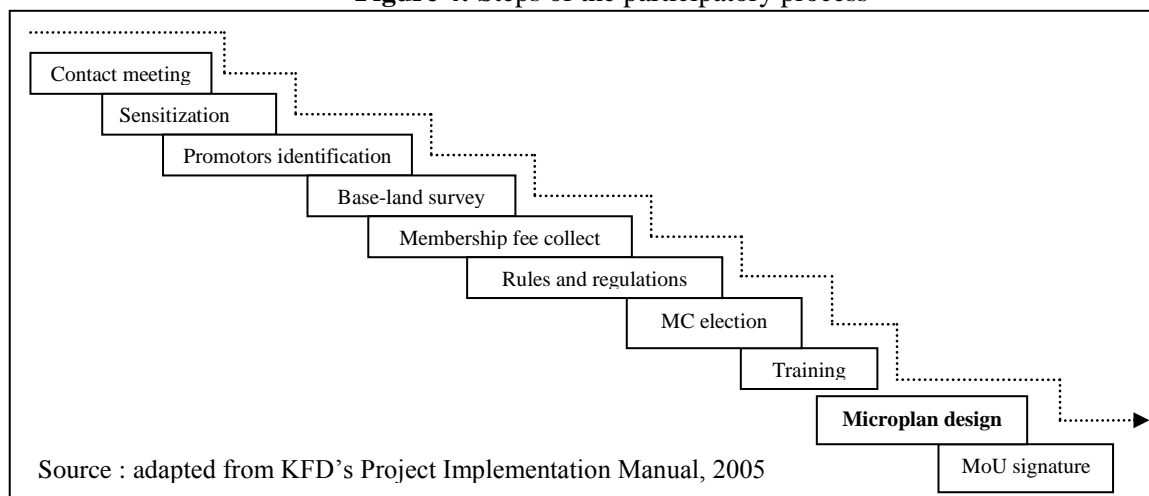 Figure Steps of the participatory process
Contact meeting
Sensitization
Promotors identification
Base-land survey
Membership fee collect
Rules and regulations
MC election
Training
Microplan design
MoU signature
Source : adapted from KFD's Project Implementation Manual, 2005